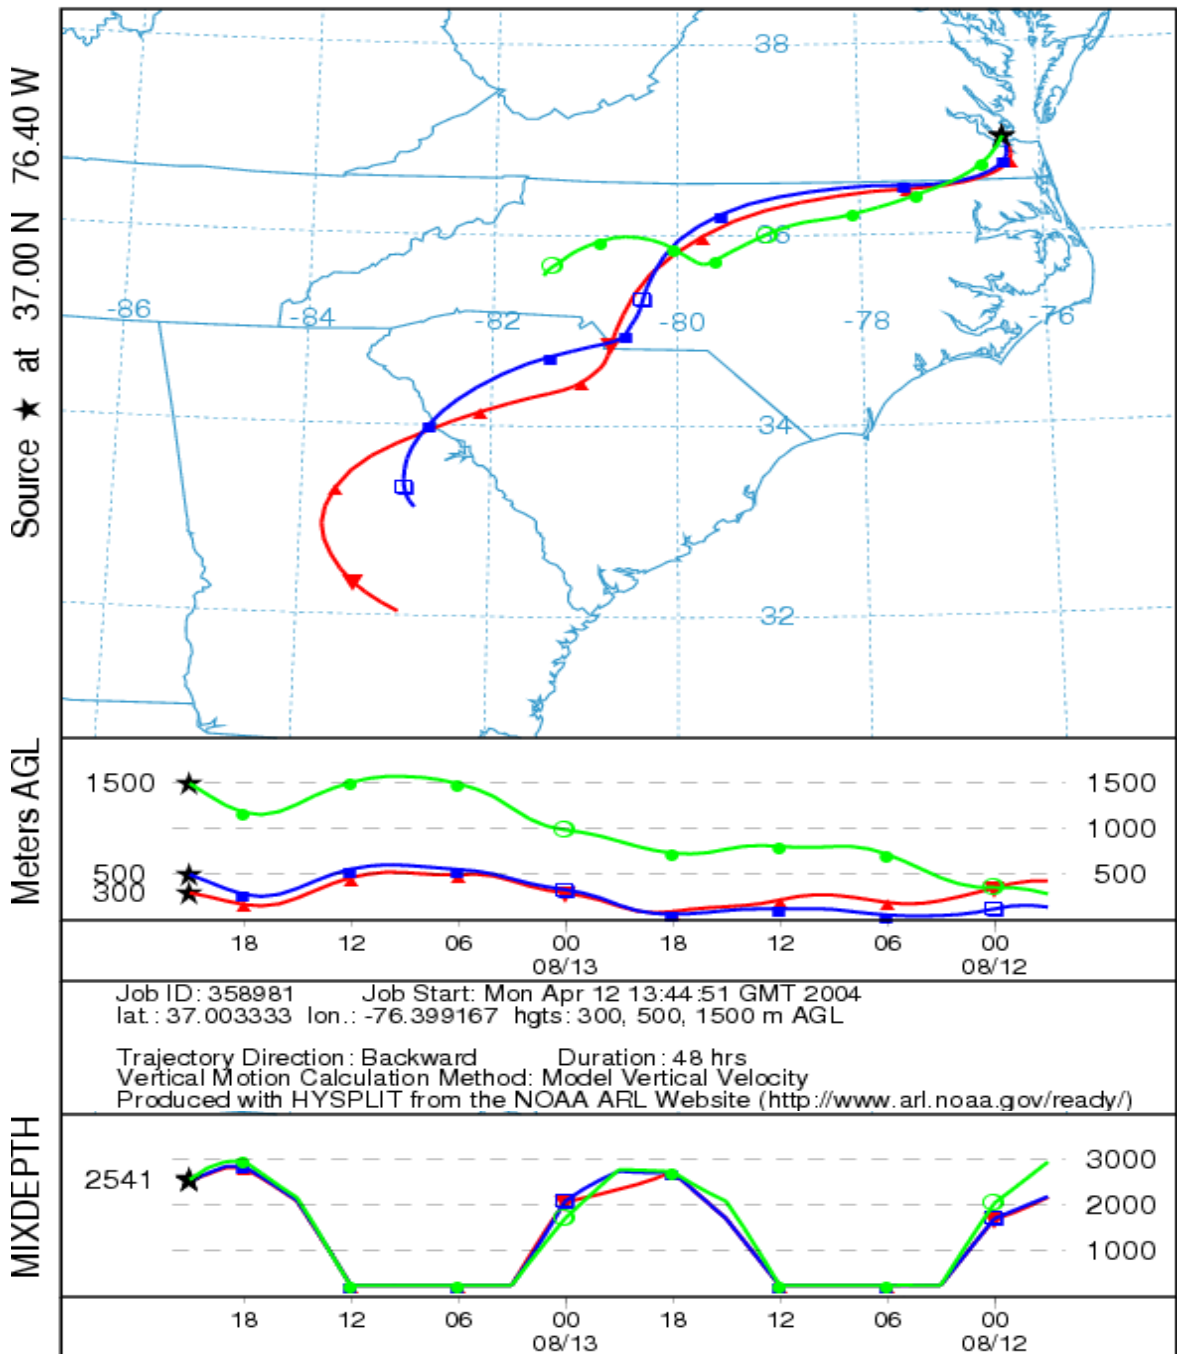 Source ★ at 37.00 N 76.40 W
38
36
-86
-84
-82
-80
-78
-76
34
32
Meters AGL
1500
500
300
1500
1000
500
18 12 06 00 18 12 06 00
08/13 08/12
Job ID: 358981 Job Start: Mon Apr 12 13:44:51 GMT 2004
lat.: 37.003333 lon.: -76.399167 hgts: 300, 500, 1500 m AGL
Trajectory Direction: Backward Duration: 48 hrs
Vertical Motion Calculation Method: Model Vertical Velocity
Produced with HYSPLIT from the NOAA ARL Website (http://www.arl.noaa.gov/ready/)
MIXDEPTH
2541
3000
2000
1000
18 12 06 00 18 12 06 00
08/13 08/12